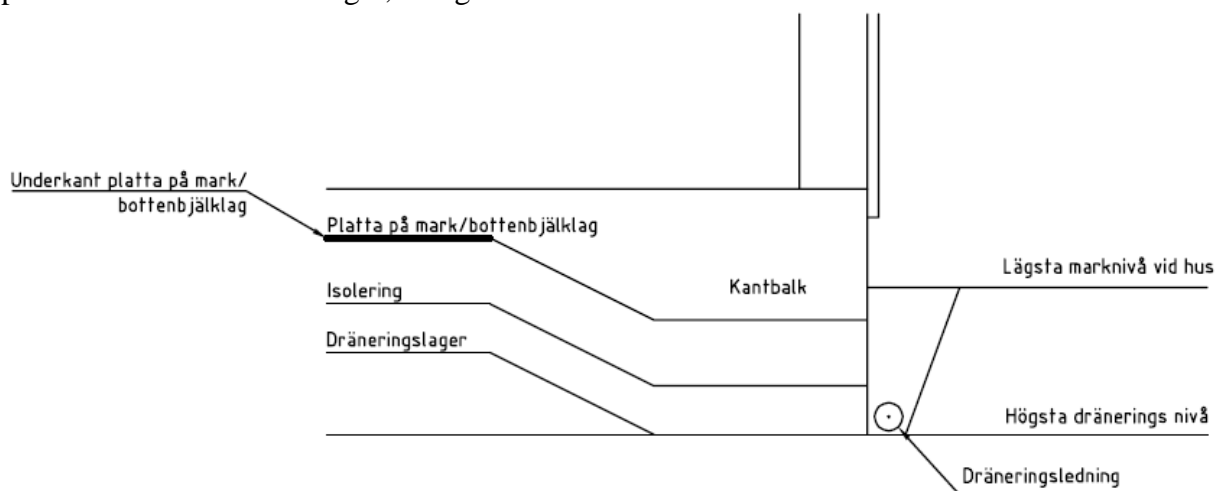 Underkant platta på mark/
bottenbjälklag
Platta på mark/bottenbjälklag
Isolering
Dräneringslager
Kantbalk
Lägsta marknivå vid hus
Högsta dränerings nivå
Dräneringsledning